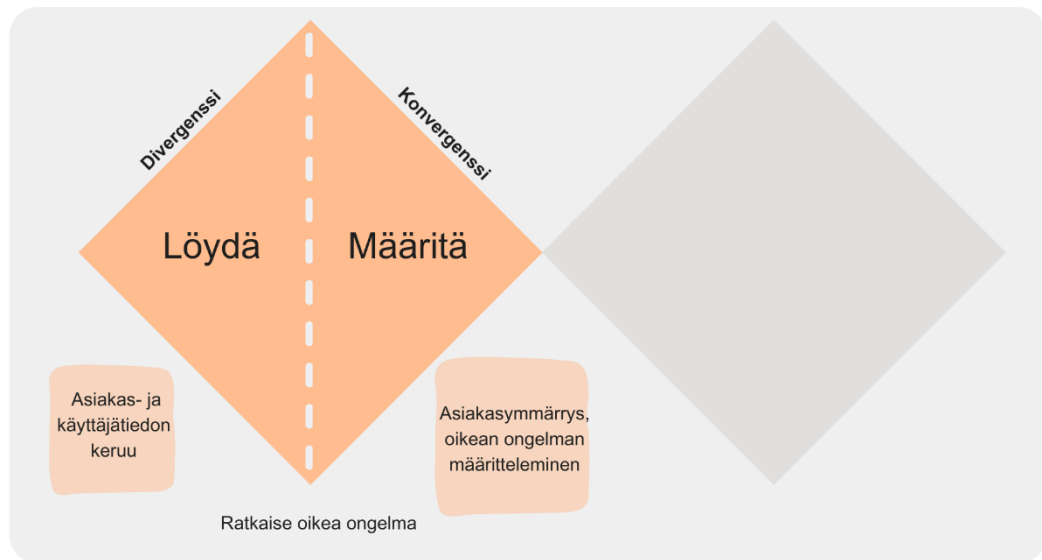 Divergenssi
Konvergenssi
Löydä
Määritä
Asiakas- ja
käyttäjätiedon
keruu
Asiakasymmärrys,
oikean ongelman
määritteleminen
Ratkaise oikea ongelma